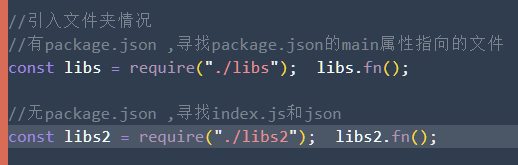 //引入文件夹情况
//有package.json ,寻找package.json的main属性指向的文件
const libs = require("./libs");  libs.fn();
//无package.json ,寻找index.js和json
const libs2 = require("./libs2");  libs2.fn();